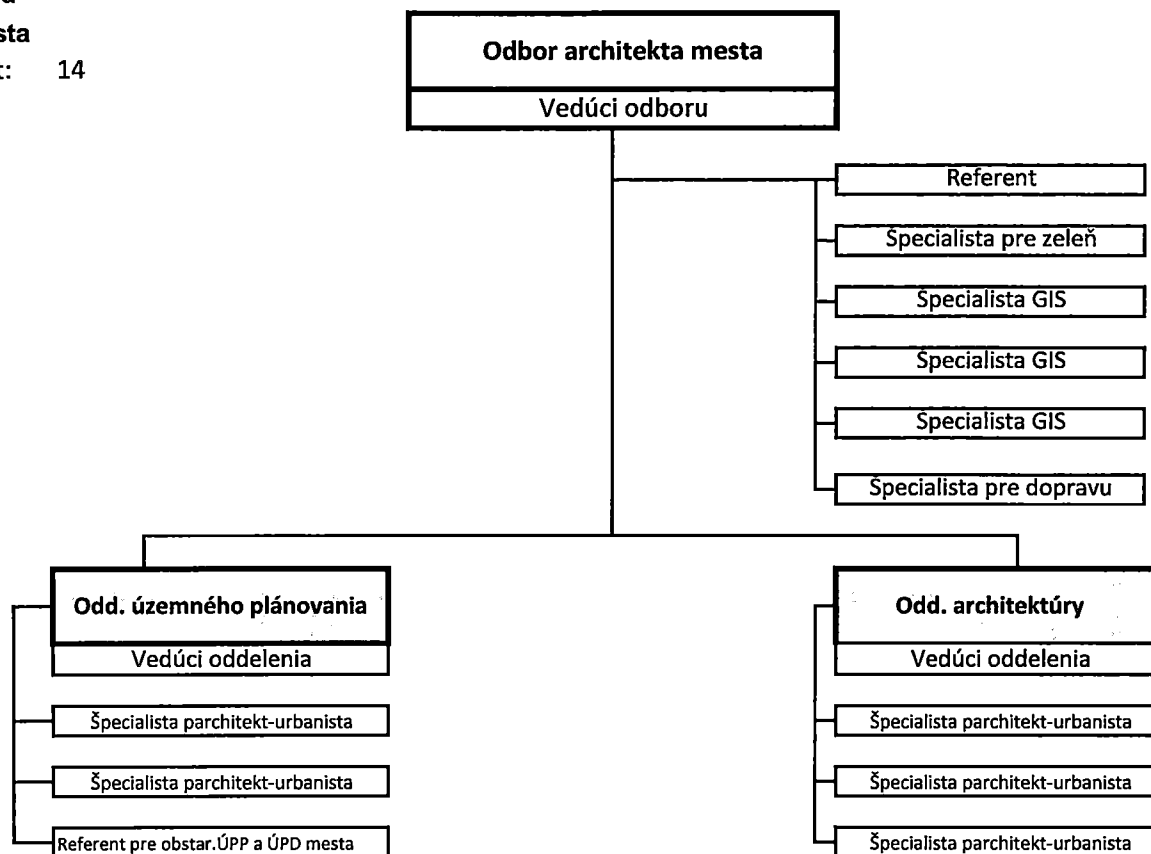 sta
t: 14
Odbor architekta mesta
Vedúci odboru
Referent
Špecialista pre zeleň
Špecialista GIS
Špecialista GIS
Špecialista GIS
Špecialista pre dopravu
Odd. územného plánovania
Vedúci oddelenia
Špecialista parchitekt-urbanista
Špecialista parchitekt-urbanista
Referent pre obstar.ÚPP a ÚPD mesta
Odd. architektúry
Vedúci oddelenia
Špecialista parchitekt-urbanista
Špecialista parchitekt-urbanista
Špecialista parchitekt-urbanista